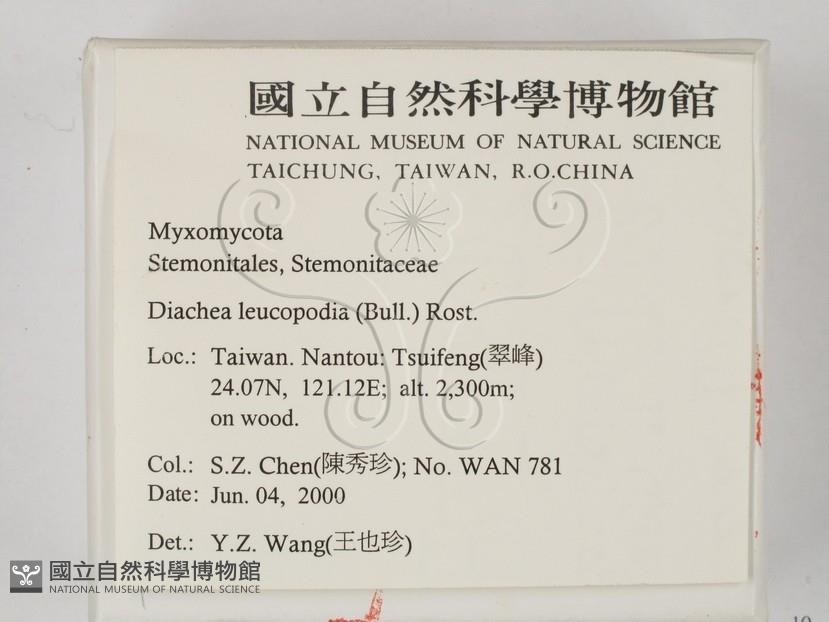 國立自然科學博物館
NATIONAL MUSEUM OF NATURAL SCIENCE
TAICHUNG, TAIWAN, R.O.CHINA
Myxomycota
Stemonitales, Stemonitaceae
Diachea leucopodia (Bull.) Rost.
Loc.: Taiwan. Nantou: Tsuifeng(翠峰)
24.07N, 121.12E; alt. 2,300m;
on wood.
Col.: S.Z. Chen(陳秀珍); No. WAN 781
Date: Jun. 04, 2000
Det.: Y.Z. Wang(王也珍)
國立自然科學博物館
NATIONAL MUSEUM OF NATURAL SCIENCE